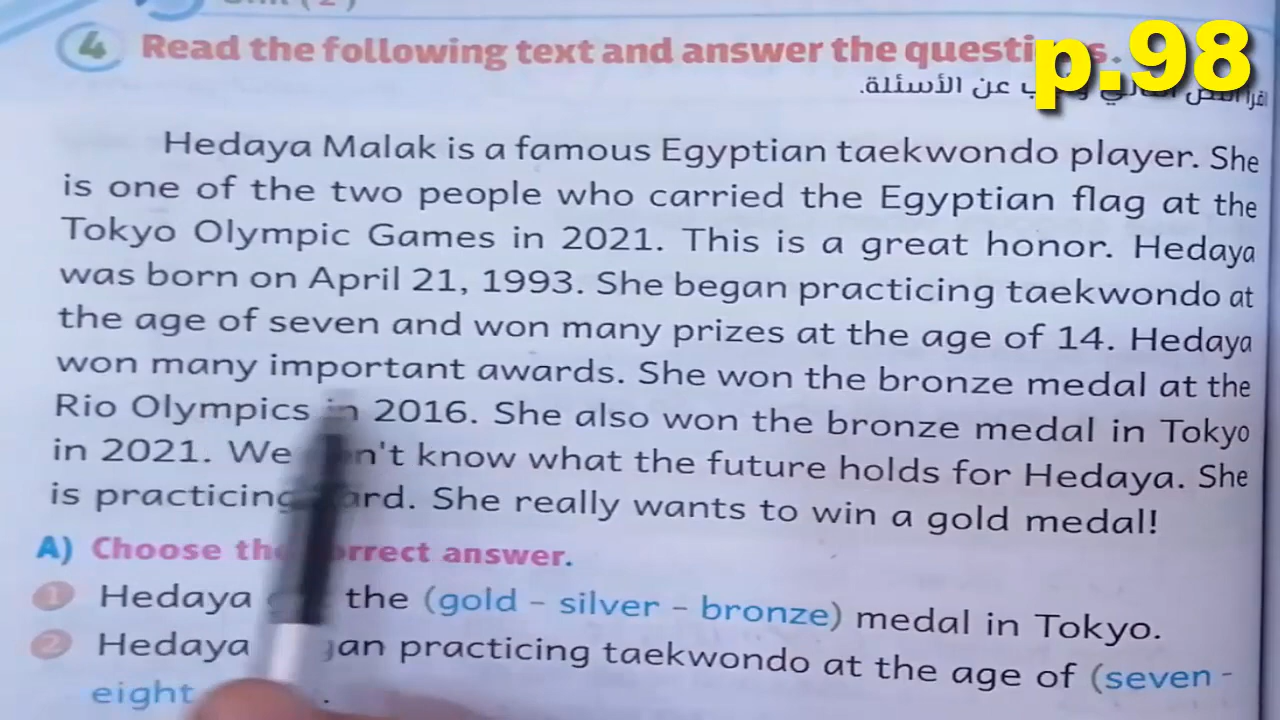 4 Read the following text and answer the
p.98
عن الأسئلة.
Hedaya Malak is a famous Egyptian taekwondo player. She
is one of the two people who carried the Egyptian flag at the
Tokyo Olympic Games in 2021. This is a great honor. Hedaya
was born on April 21, 1993. She began practicing taekwondo at
the age of seven and won many prizes at the age of 14. Hedaya
won many important awards. She won the bronze medal at the
Rio Olympics in 2016. She also won the bronze medal in Tokyo
in 2021. We know what the future holds for Hedaya. She
is practicing She really wants to win a gold medal!
A) Choose answer.
1 Hedaya the (gold - silver - bronze) medal in Tokyo.
2 Hedaya practicing taekwondo at the age of (seven -
eight